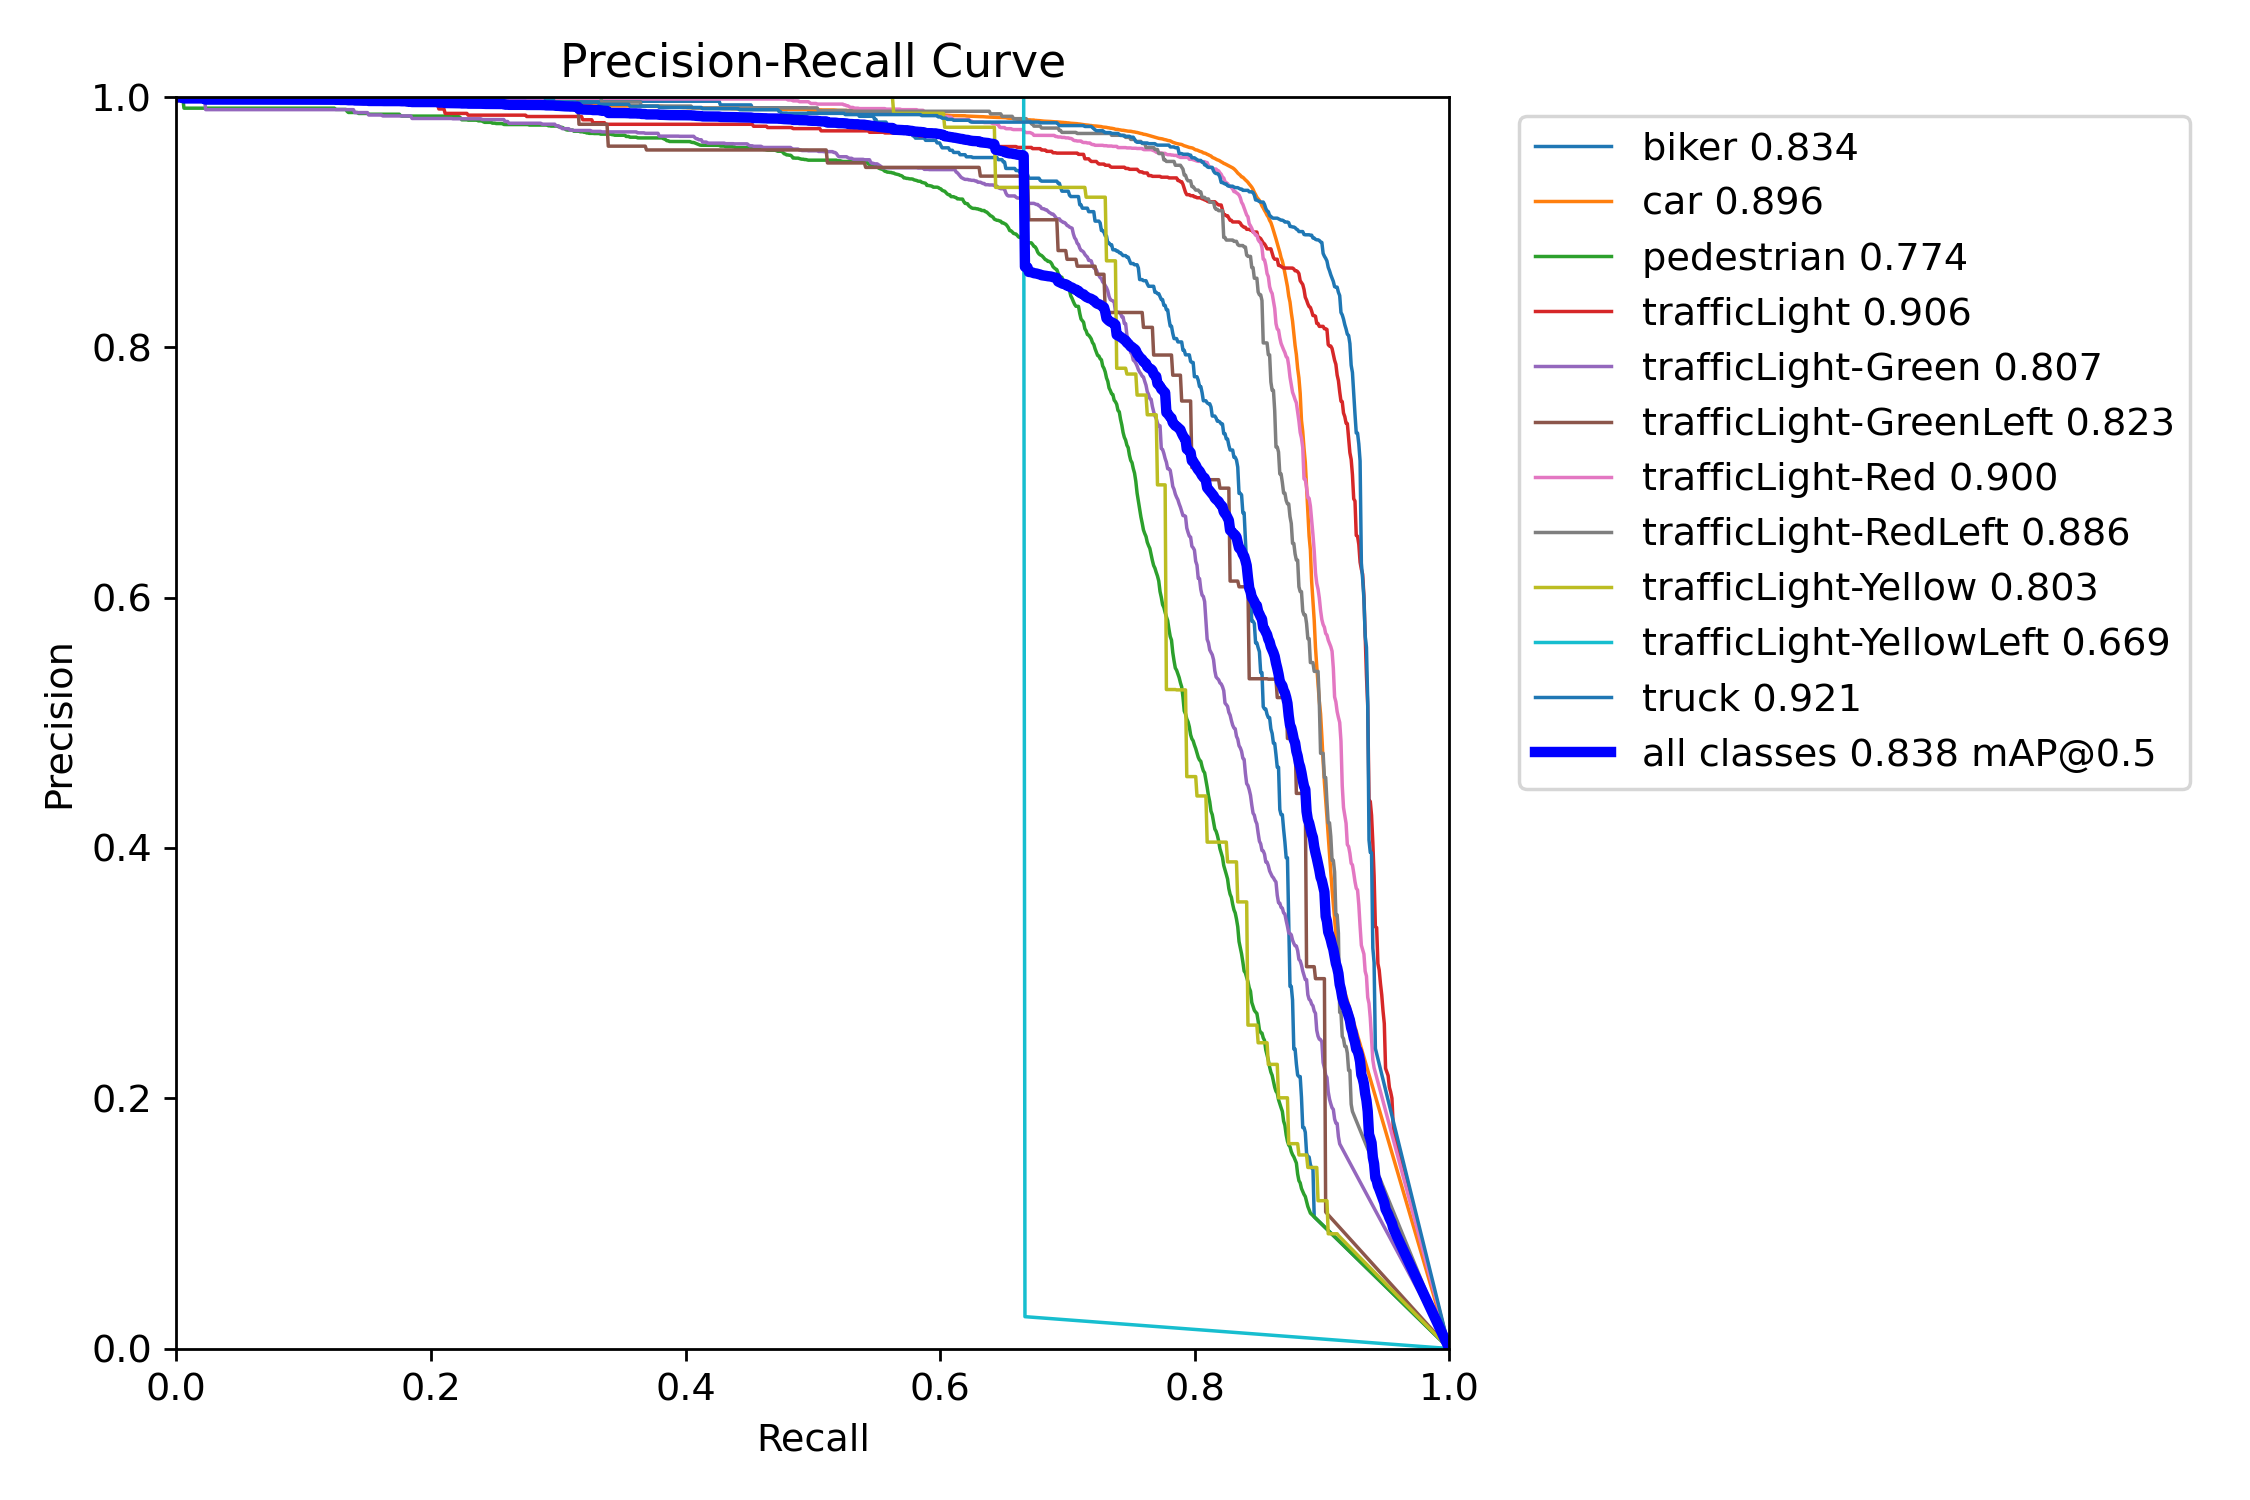 Precision-Recall Curve
1.0
0.8
0.6
0.4
0.2
0.0
Precision
0.0 0.2 0.4 0.6 0.8 1.0
Recall
biker 0.834
car 0.896
pedestrian 0.774
trafficLight 0.906
trafficLight-Green 0.807
trafficLight-GreenLeft 0.823
trafficLight-Red 0.900
trafficLight-RedLeft 0.886
trafficLight-Yellow 0.803
trafficLight-YellowLeft 0.669
truck 0.921
all classes 0.838 mAP@0.5